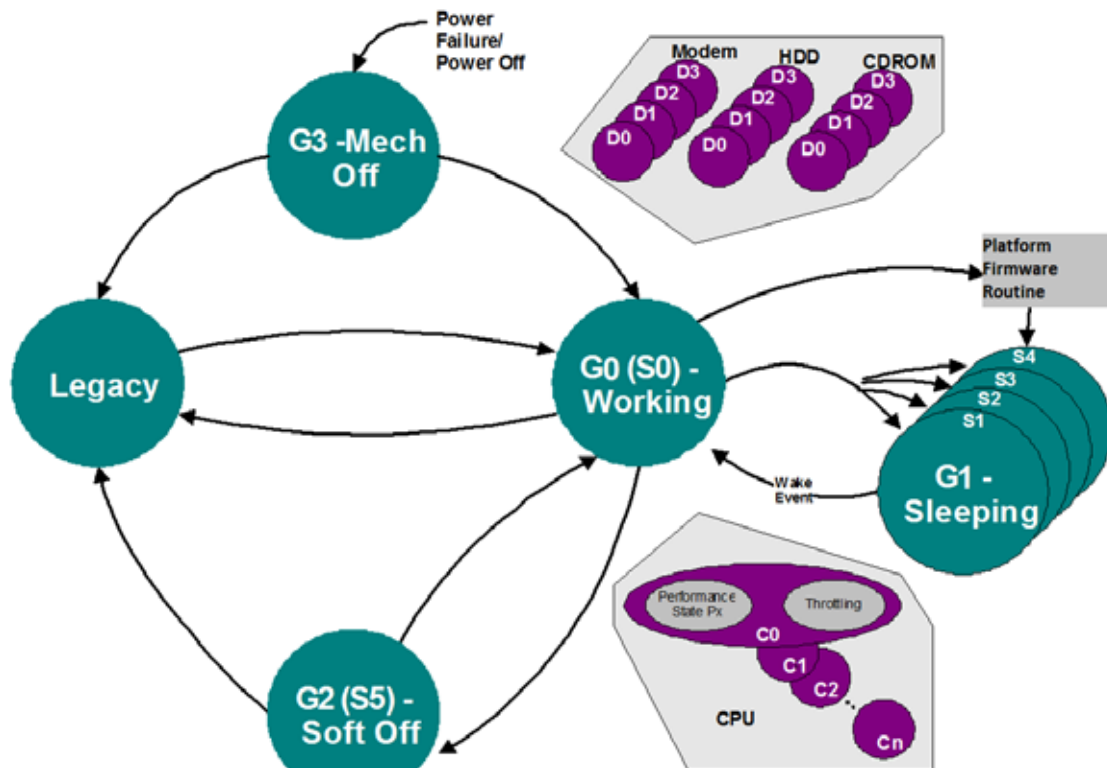 Power
Failure/
Power Off
G3 -Mech
Off
Modem
HDD
CDROM
D3
D2
D1
D0
D3
D2
D1
D0
D3
D2
D1
D0
Platform
Firmware
Routine
Legacy
G0 (S0) -
Working
S4
S3
S2
S1
G1 -
Sleeping
Wake
Event
Performance
State Px
Throttling
C0
C1
C2
Cn
CPU
G2 (S5) -
Soft Off